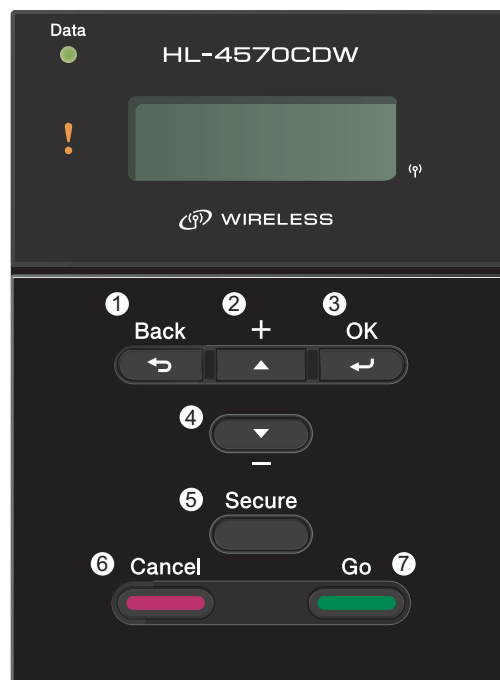 Data
HL-4570CDW
!
WIRELESS
1 2 3
Back + OK
4
−
5 Secure
6 Cancel Go 7